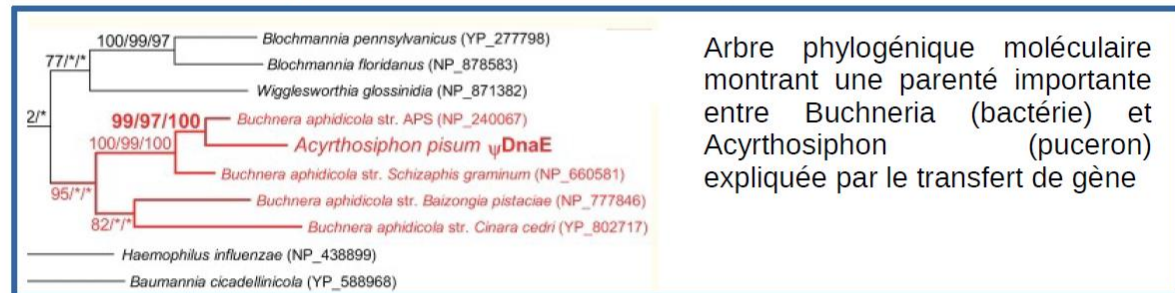 100/99/97
Blochmannia pennsylvanicus (YP_277798)
77/*/*
Blochmannia floridanus (NP_878583)
Wigglesworthia glossinidia (NP_871382)
2/*
99/97/100
Buchnera aphidicola str. APS (NP_240067)
100/99/100
Acyrthosiphon pisum ψDnaE
Buchnera aphidicola str. Schizaphis graminum (NP_660581)
95/*/*
Buchnera aphidicola str. Baizongia pistaciae (NP_777846)
82/*/*
Buchnera aphidicola str. Cinara cedri (YP_802717)
Haemophilus influenzae (NP_438899)
Baumannia cicadellinicola (YP_588968)
Arbre phylogénique moléculaire
montrant une parenté importante
entre Buchneria (bactérie) et
Acyrthosiphon (puceron)
expliquée par le transfert de gène